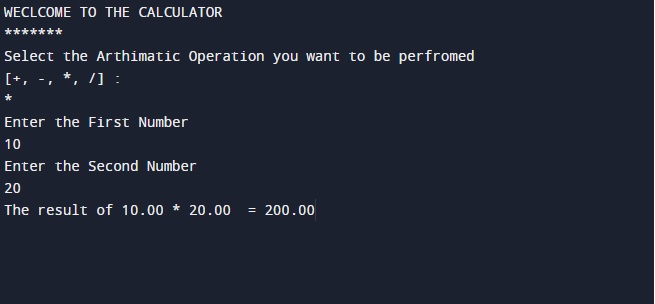 WECLCOME TO THE CALCULATOR
*******
Select the Arthimatic Operation you want to be perfromed
[+, -, *, /] :
*
Enter the First Number
10
Enter the Second Number
20
The result of 10.00 * 20.00  = 200.00